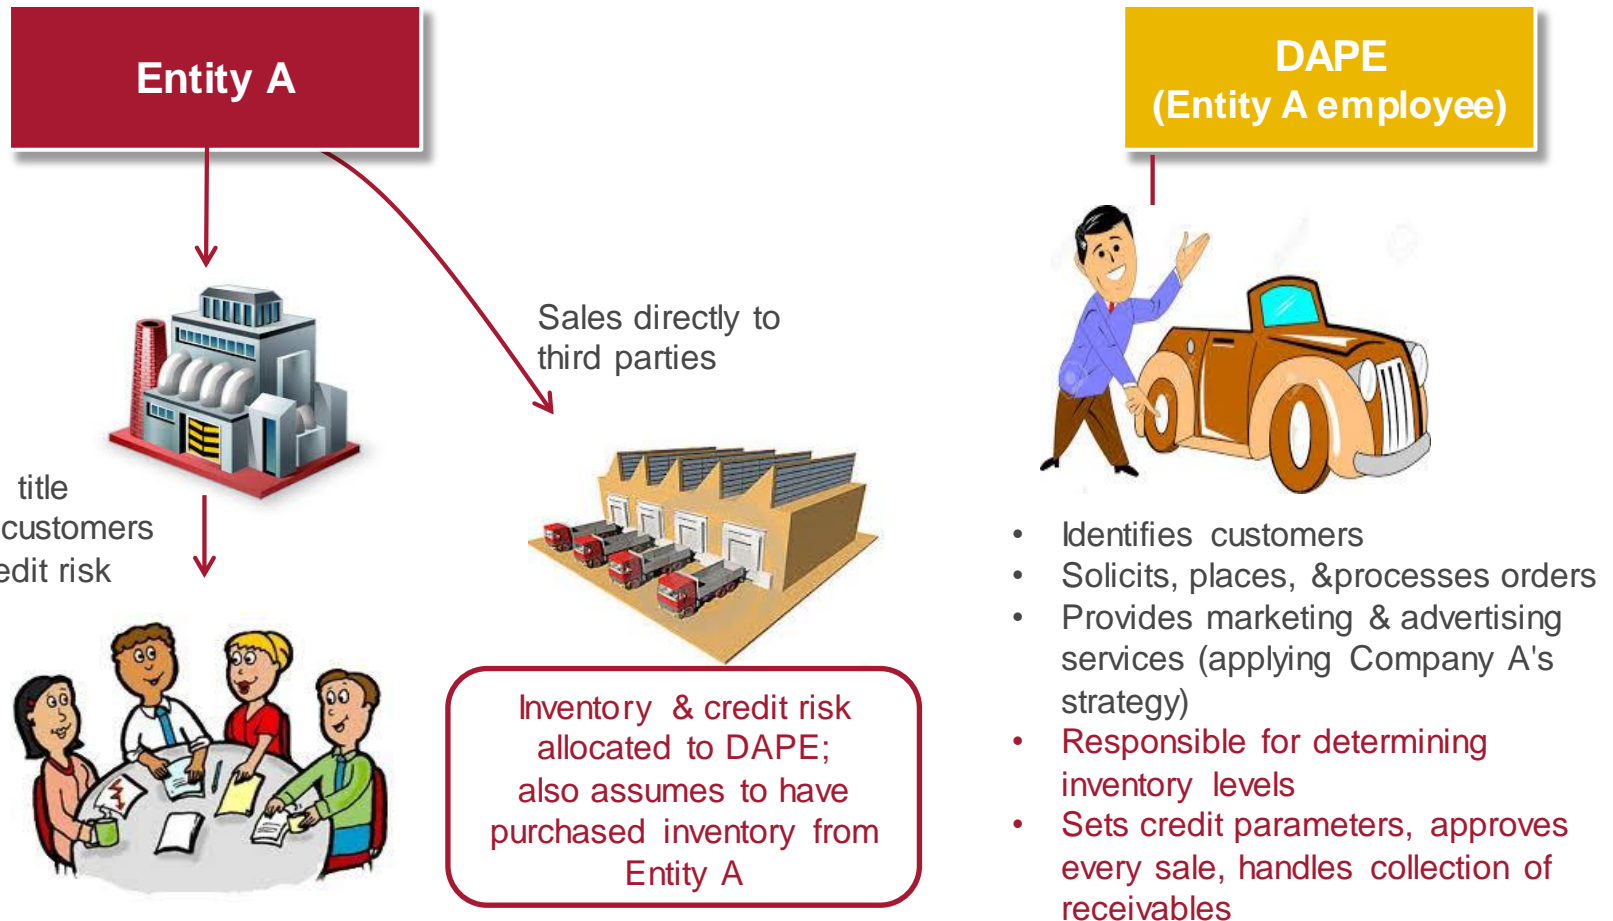 Entity A
DAPE
(Entity A employee)
Sales directly to
third parties
title
customers
edit risk
Inventory & credit risk
allocated to DAPE;
also assumes to have
purchased inventory from
Entity A
• Identifies customers
• Solicits, places, &processes orders
• Provides marketing & advertising
services (applying Company A's
strategy)
• Responsible for determining
inventory levels
• Sets credit parameters, approves
every sale, handles collection of
receivables